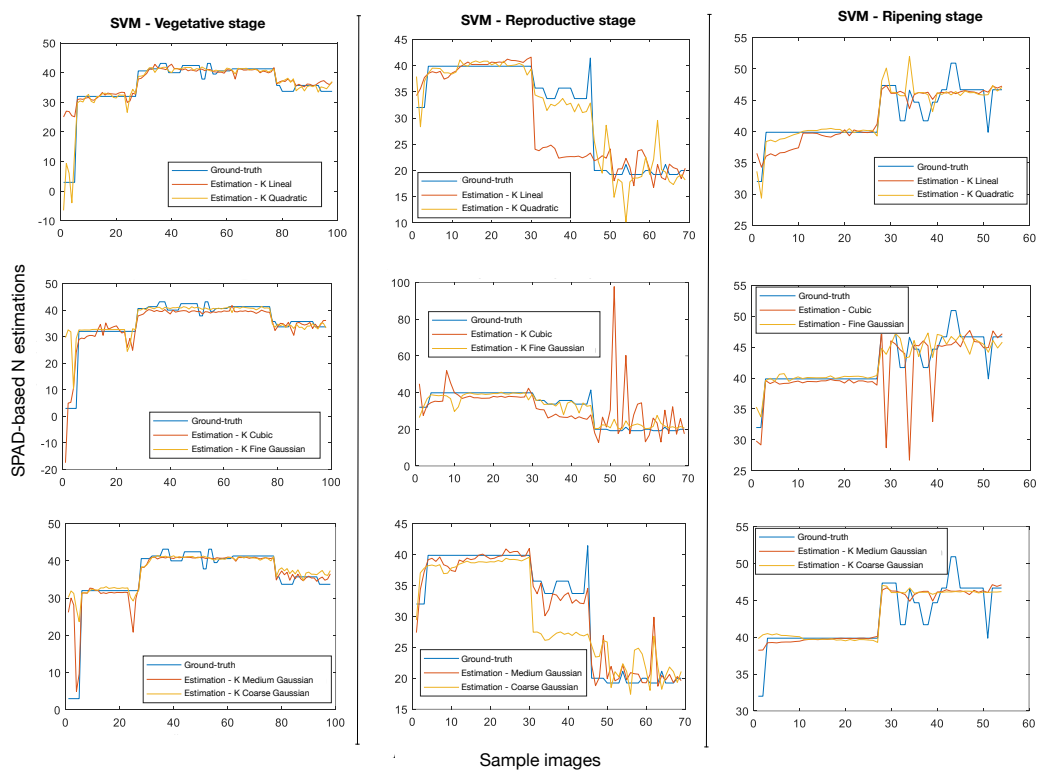 SVM - Vegetative stage
SVM - Reproductive stage
SVM - Ripening stage
SPAD-based N estimations
50
40
30
20
10
0
-10
Ground-truth
Estimation - K Lineal
Estimation - K Quadratic
0 20 40 60 80 100
45
40
35
30
25
20
15
10
Ground-truth
Estimation - K Lineal
Estimation - K Quadratic
0 10 20 30 40 50 60 70
55
50
45
40
35
30
25
Ground-truth
Estimation - K Lineal
Estimation - K Quadratic
0 10 20 30 40 50 60
50
40
30
20
10
0
-10
-20
Ground-truth
Estimation - K Cubic
Estimation - K Fine Gaussian
0 20 40 60 80 100
100
80
60
40
20
0
Ground-truth
Estimation - K Cubic
Estimation - K Fine Gaussian
0 10 20 30 40 50 60 70
55
50
45
40
35
30
25
Ground-truth
Estimation - Cubic
Estimation - Fine Gaussian
0 10 20 30 40 50 60
50
40
30
20
10
0
Ground-truth
Estimation - K Medium Gaussian
Estimation - K Coarse Gaussian
0 20 40 60 80 100
45
40
35
30
25
20
15
Ground-truth
Estimation - Medium Gaussian
Estimation - Coarse Gaussian
0 10 20 30 40 50 60 70
55
50
45
40
35
30
Ground-truth
Estimation - K Medium Gaussian
Estimation - K Coarse Gaussian
0 10 20 30 40 50 60
Sample images